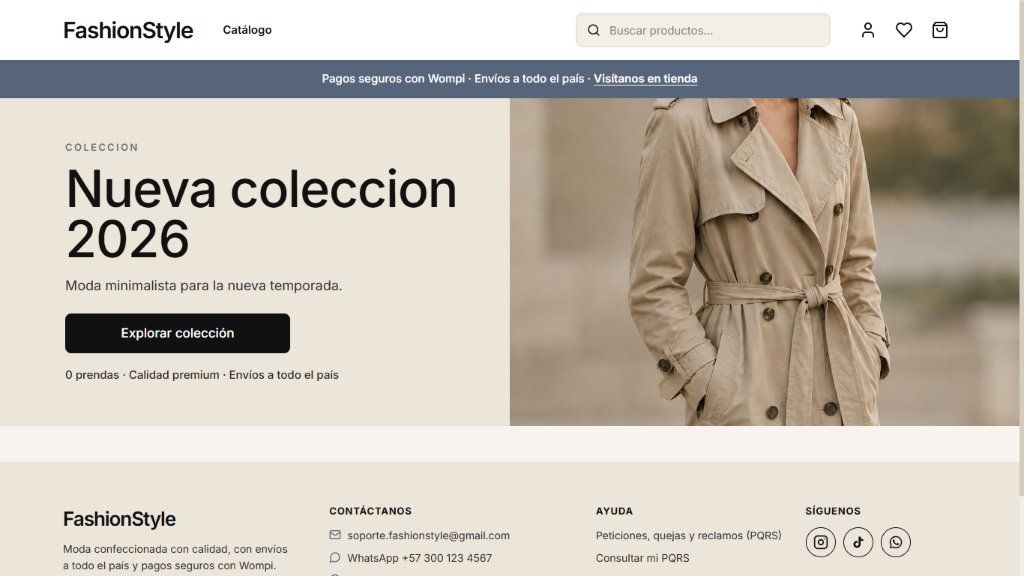 FashionStyle
Catálogo
Buscar productos...
Pagos seguros con Wompi · Envíos a todo el país · Visítanos en tienda
COLECCION
Nueva coleccion
2026
Moda minimalista para la nueva temporada.
Explorar colección
0 prendas · Calidad premium · Envíos a todo el país
FashionStyle
Moda confeccionada con calidad, con envíos
a todo el país y pagos seguros con Wompi.
CONTÁCTANOS
soporte.fashionstyle@gmail.com
WhatsApp +57 300 123 4567
AYUDA
Peticiones, quejas y reclamos (PQRS)
Consultar mi PQRS
SÍGUENOS